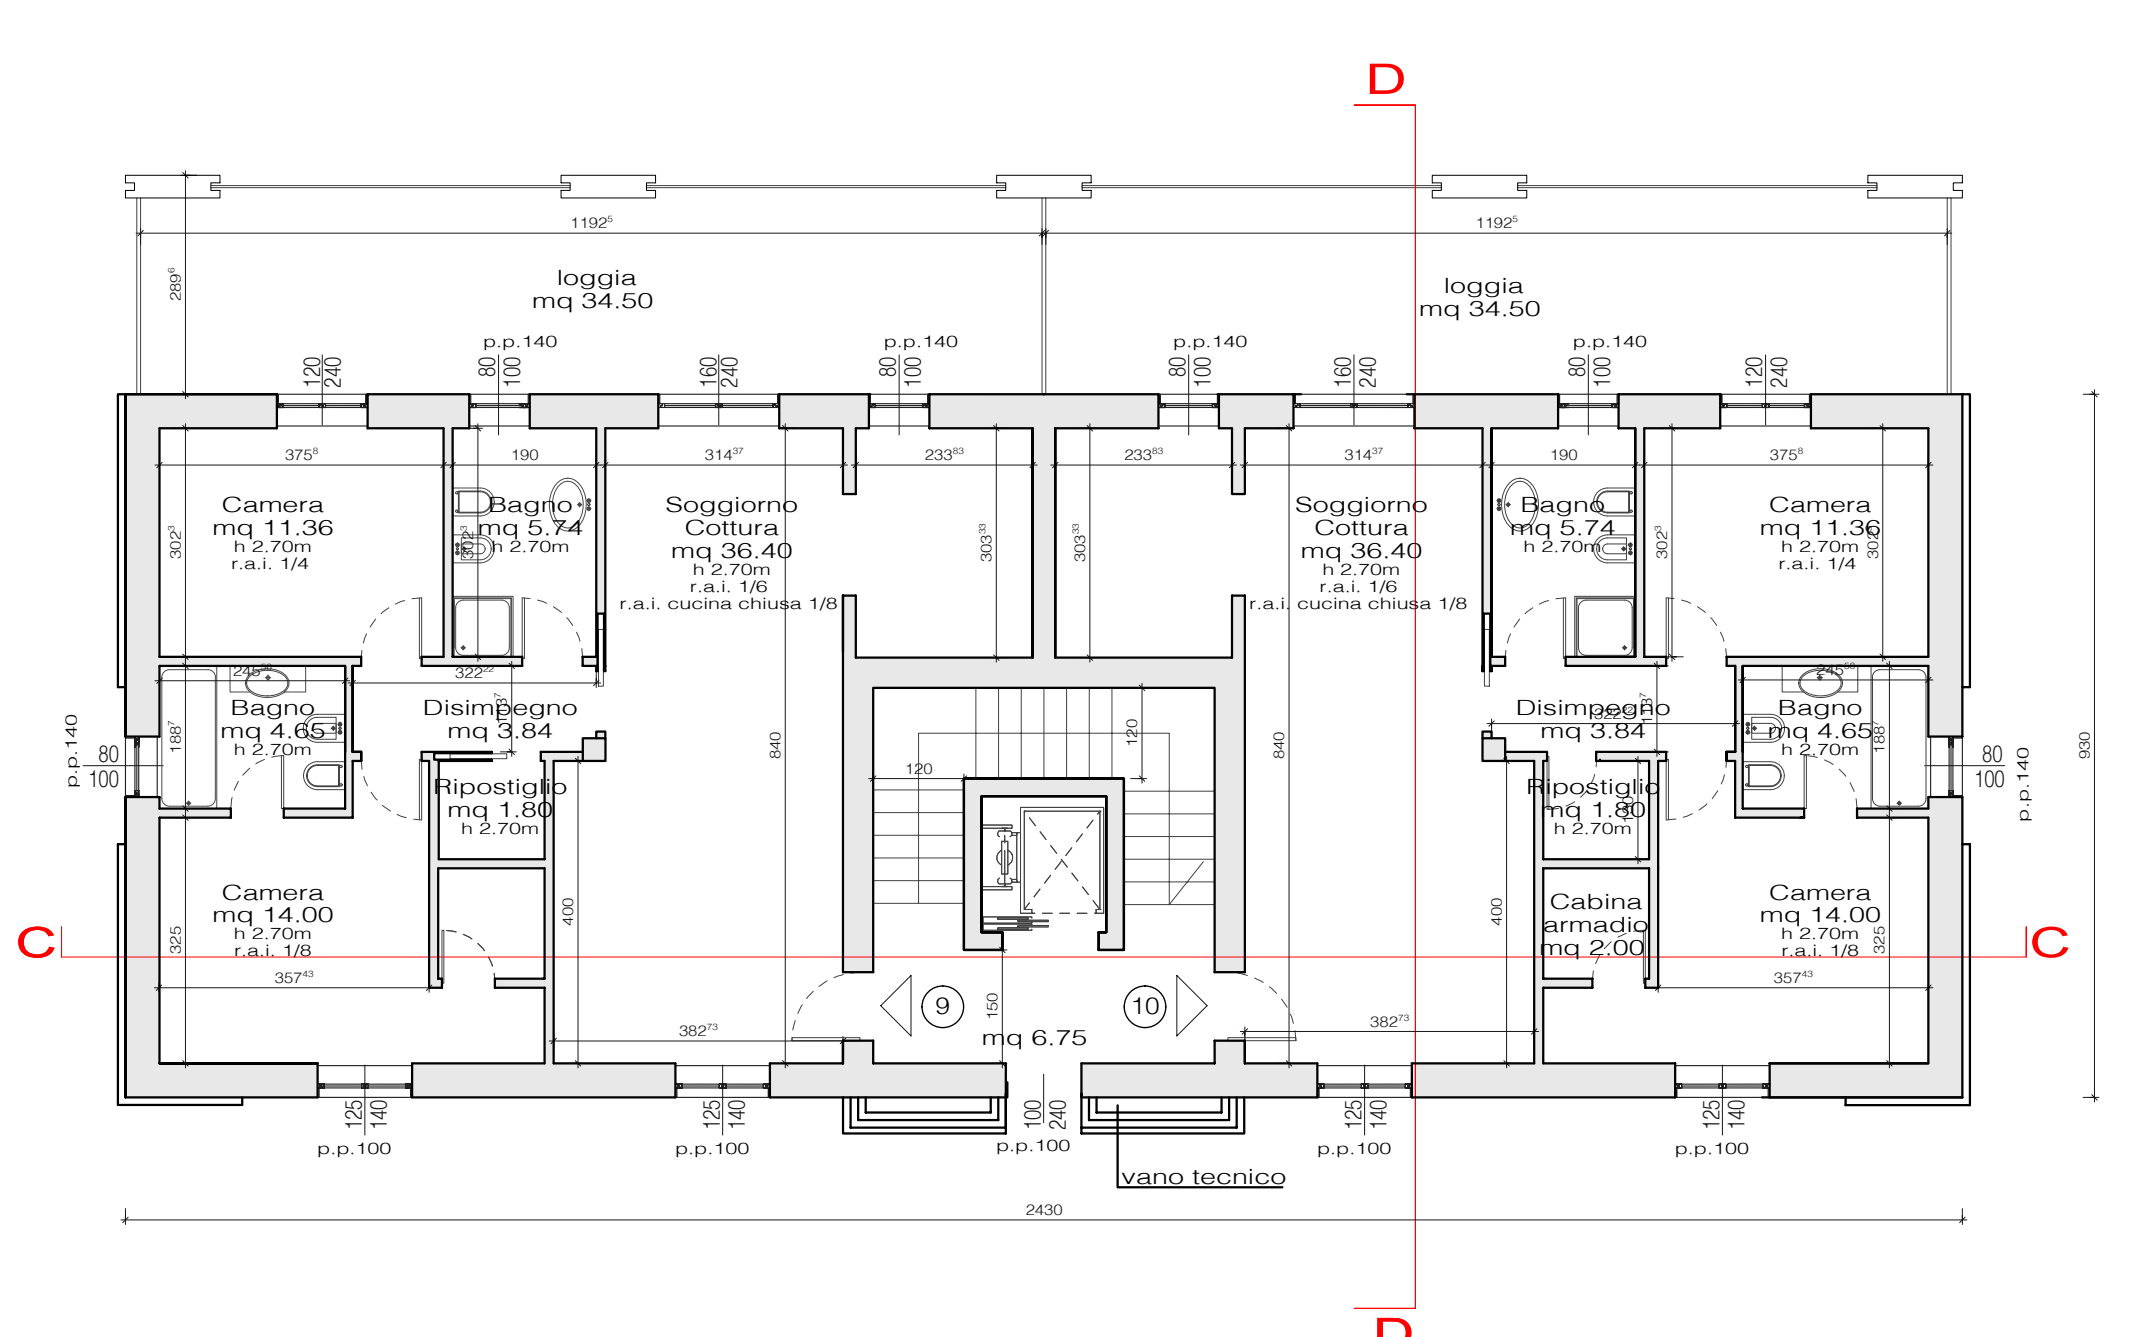 D
1192⁵
1192⁵
289⁶
loggia
mq 34.50
loggia
mq 34.50
p.p.140
p.p.140
p.p.140
p.p.140
120
240
80
100
160
240
80
100
80
100
160
240
80
100
120
240
375⁸
190
314³⁷
233⁸³
233⁸³
314³⁷
190
375⁸
Camera
mq 11.36
h 2.70m
r.a.i. 1/4
302³
Bagno
mq 5.74
h 2.70m
302³
Soggiorno
Cottura
mq 36.40
h 2.70m
r.a.i. 1/6
r.a.i. cucina chiusa 1/8
303³³
303³³
Soggiorno
Cottura
mq 36.40
h 2.70m
r.a.i. 1/6
r.a.i. cucina chiusa 1/8
Bagno
mq 5.74
h 2.70m
302³
Camera
mq 11.36
h 2.70m
r.a.i. 1/4
302³
322²²
Bagno
mq 4.65
h 2.70m
188⁷
Disimpegno
mq 3.84
840
120
120
840
Disimpegno
mq 3.84
322²²
Bagno
mq 4.65
h 2.70m
188⁷
p.p.140
80
100
80
100
p.p.140
930
Ripostiglio
mq 1.80
h 2.70m
Ripostiglio
mq 1.80
h 2.70m
Camera
mq 14.00
h 2.70m
r.a.i. 1/8
325
357⁴³
400
400
Cabina
armadio
mq 2.00
Camera
mq 14.00
h 2.70m
r.a.i. 1/8
325
357⁴³
C
C
9
10
150
mq 6.75
382⁷³
382⁷³
125
140
p.p.100
125
140
p.p.100
100
240
p.p.100
125
140
p.p.100
125
140
p.p.100
vano tecnico
2430
D